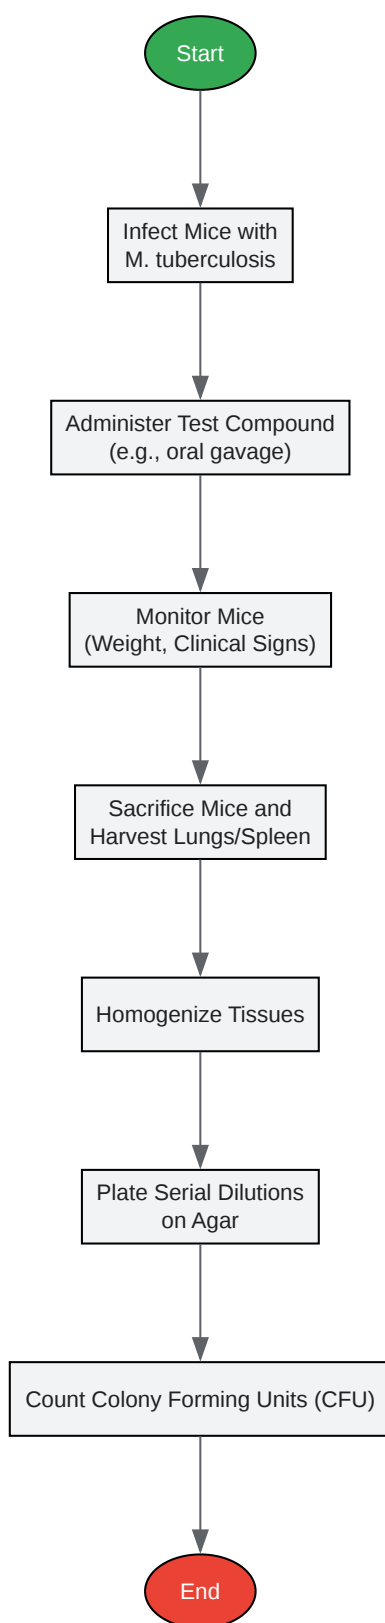 Start
Infect Mice with
M. tuberculosis
Administer Test Compound
(e.g., oral gavage)
Monitor Mice
(Weight, Clinical Signs)
Sacrifice Mice and
Harvest Lungs/Spleen
Homogenize Tissues
Plate Serial Dilutions
on Agar
Count Colony Forming Units (CFU)
End